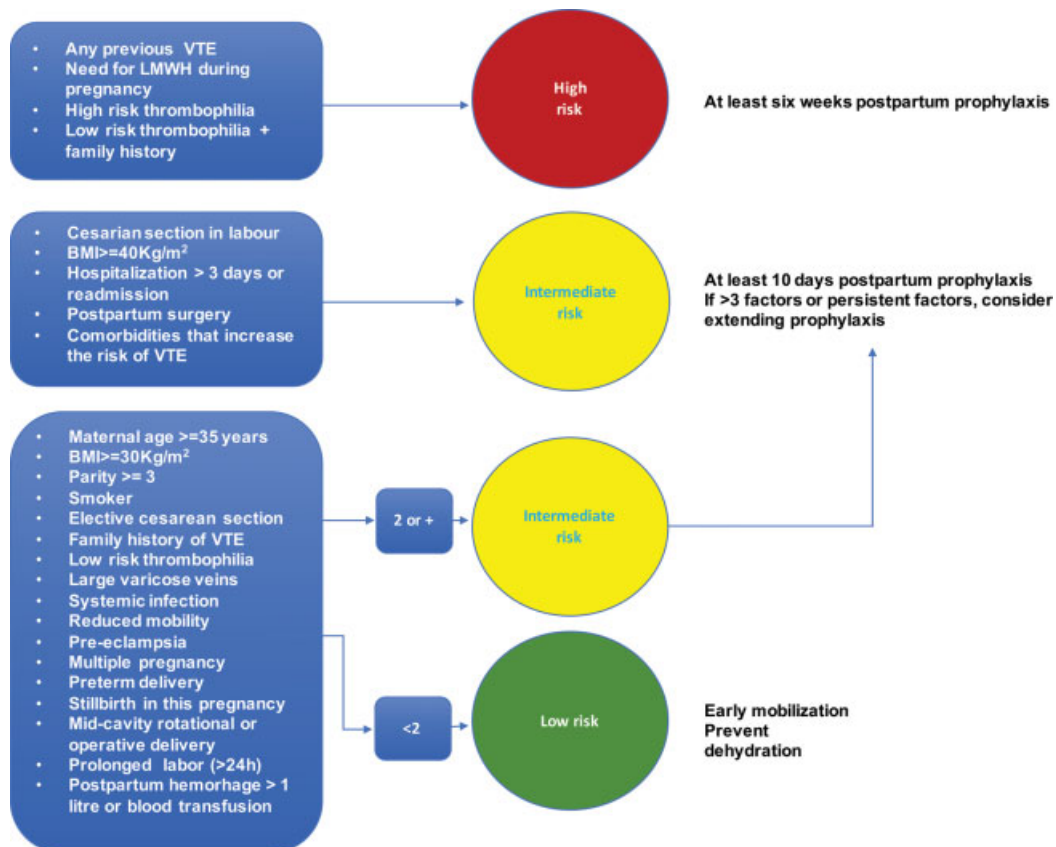 • Any previous VTE
• Need for LMWH during
pregnancy
• High risk thrombophilia
• Low risk thrombophilia +
family history
High
risk
At least six weeks postpartum prophylaxis
• Cesarian section in labour
• BMI>=40Kg/m²
• Hospitalization > 3 days or
readmission
• Postpartum surgery
• Comorbidities that increase
the risk of VTE
Intermediate
risk
At least 10 days postpartum prophylaxis
If >3 factors or persistent factors, consider
extending prophylaxis
• Maternal age >=35 years
• BMI>=30Kg/m²
• Parity >= 3
• Smoker
• Elective cesarean section
• Family history of VTE
• Low risk thrombophilia
• Large varicose veins
• Systemic infection
• Reduced mobility
• Pre-eclampsia
• Multiple pregnancy
• Preterm delivery
• Stillbirth in this pregnancy
• Mid-cavity rotational or
operative delivery
• Prolonged labor (>24h)
• Postpartum hemorhage > 1
litre or blood transfusion
2 or +
Intermediate
risk
<2
Low risk
Early mobilization
Prevent
dehydration